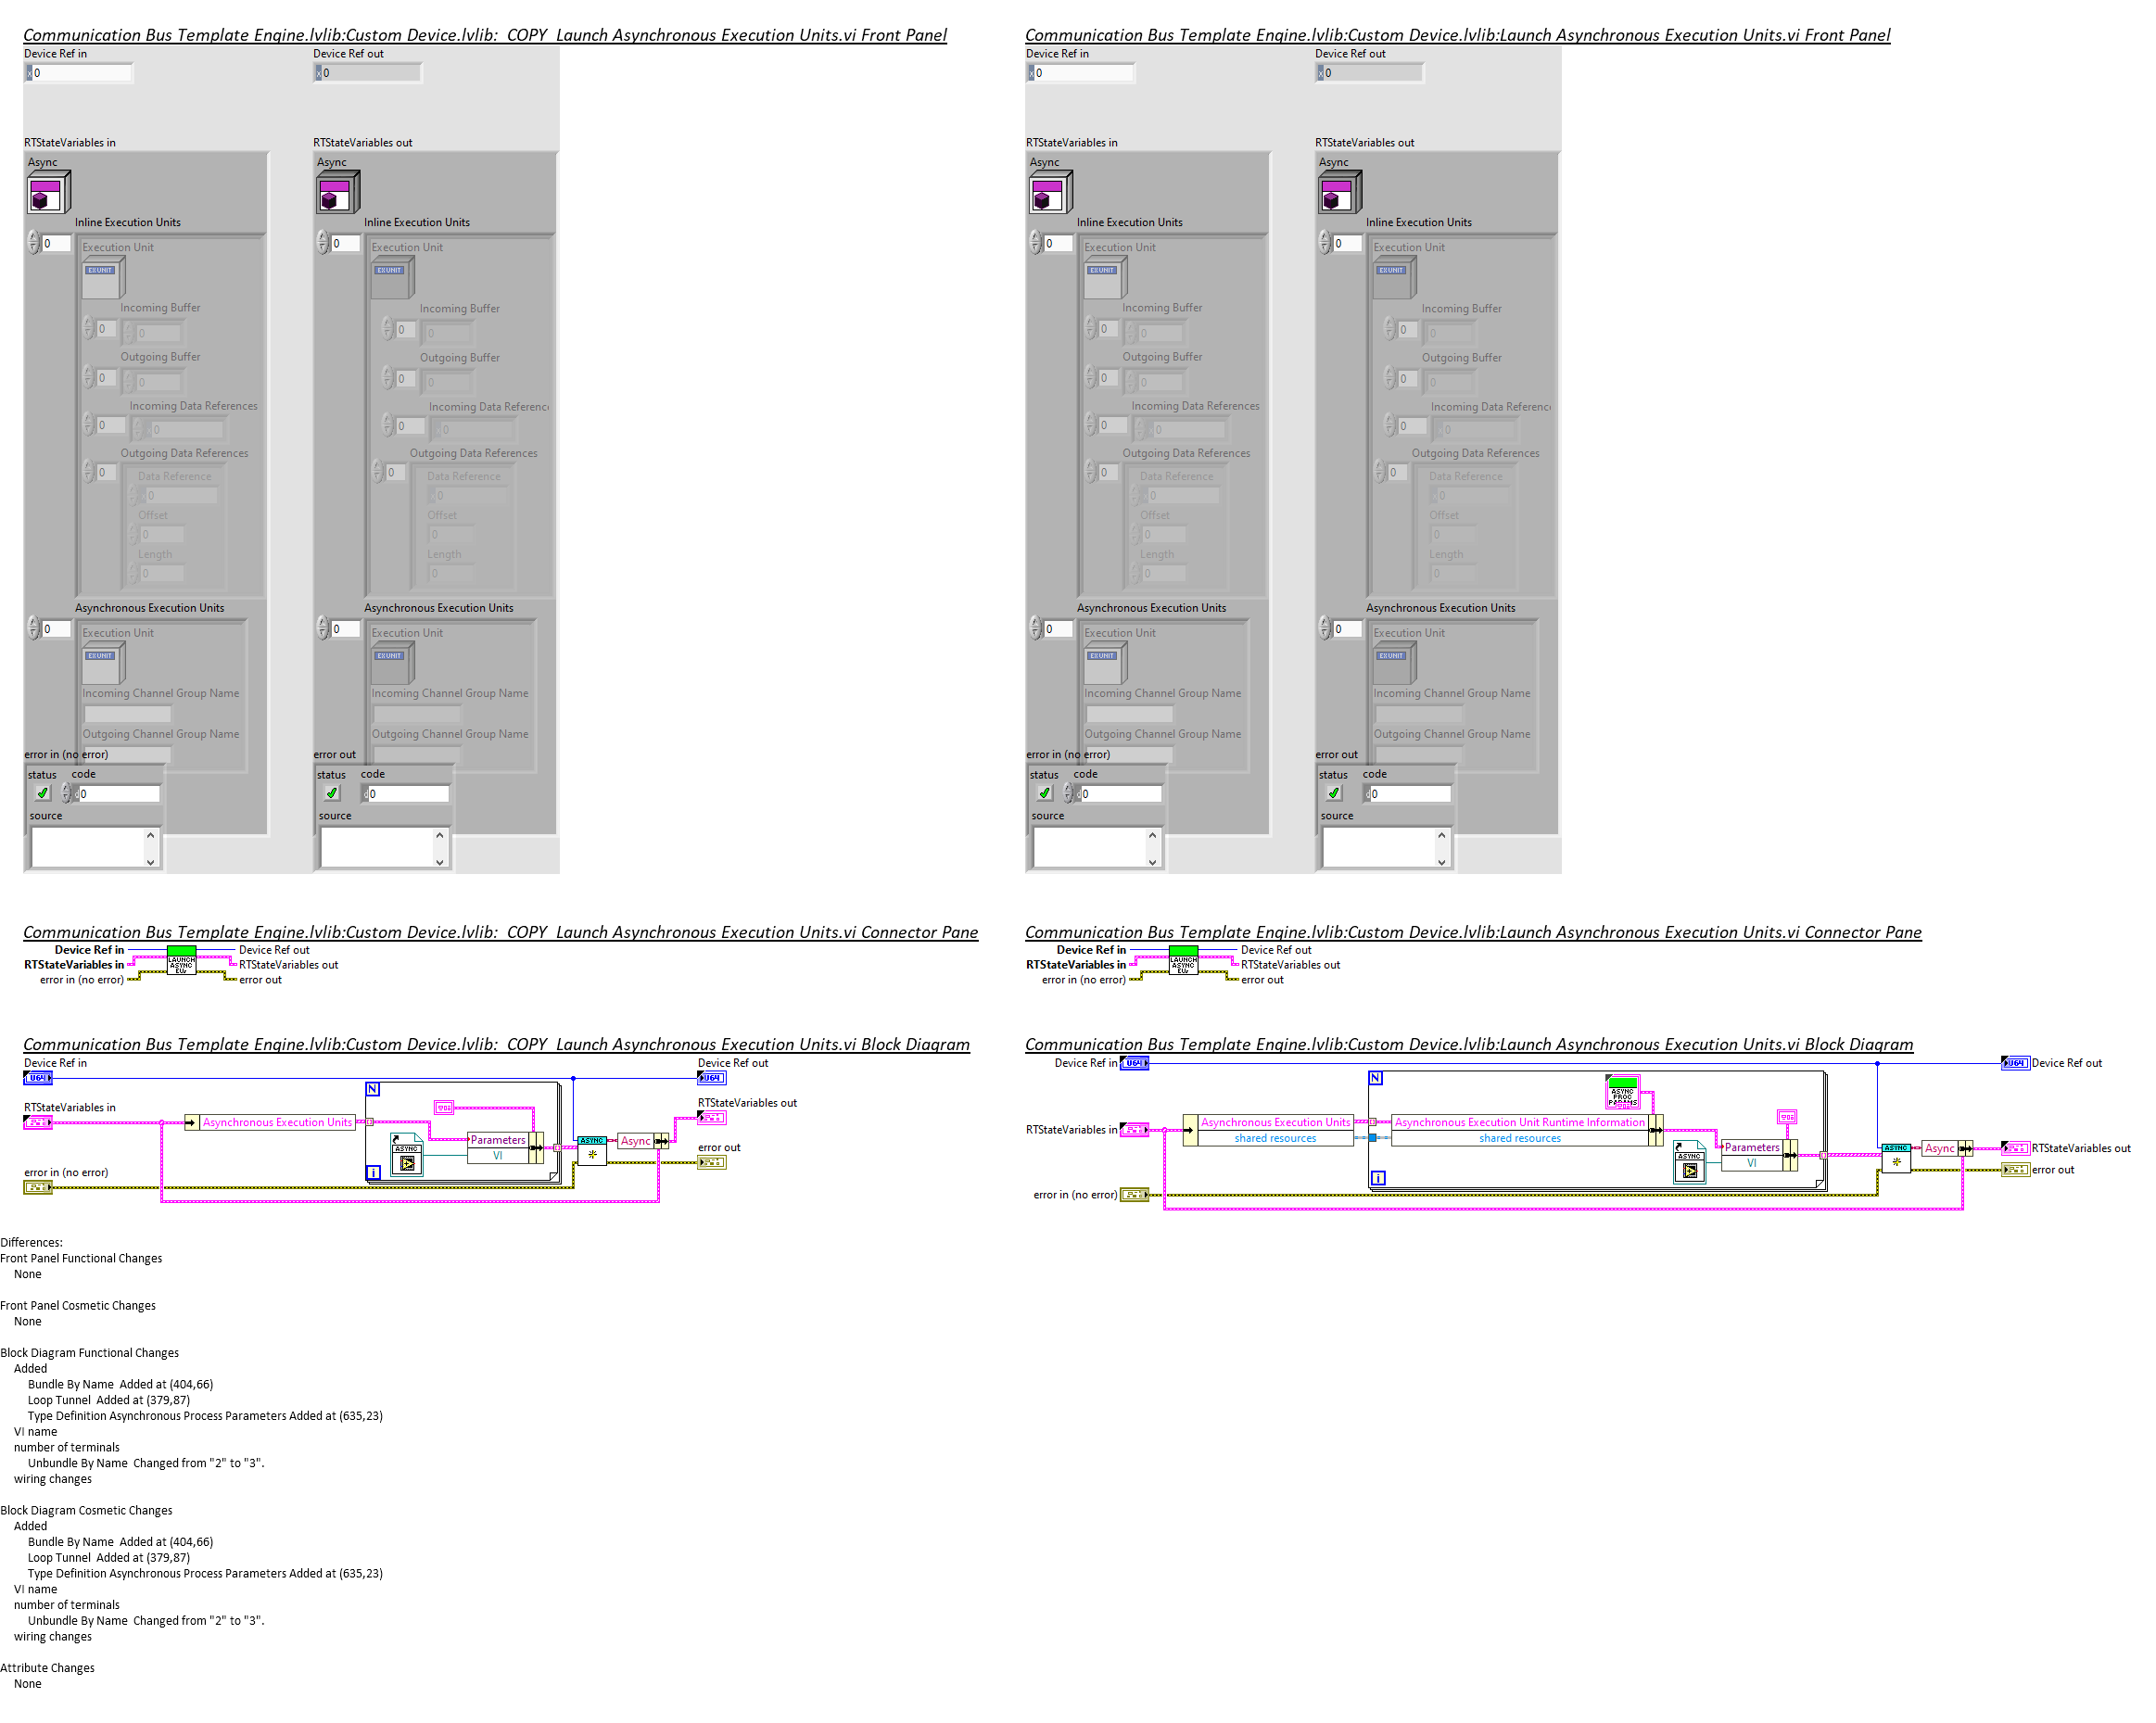 Communication Bus Template Engine.lvlib:Custom Device.lvlib: _COPY_Launch Asynchronous Execution Units.vi Front Panel
Device Ref in
Device Ref out
x 0
x 0
RTStateVariables in
RTStateVariables out
Async
Async
Inline Execution Units
Inline Execution Units
0
0
Execution Unit
Execution Unit
EXUNIT
EXUNIT
Incoming Buffer
Incoming Buffer
0 0
0 0
Outgoing Buffer
Outgoing Buffer
0 0
0 0
Incoming Data References
Incoming Data Referenc
0 0
0 0
Outgoing Data References
Outgoing Data References
0
0
Data Reference
Data Reference
0
0
Offset
Offset
0
0
Length
Length
0
0
Asynchronous Execution Units
Asynchronous Execution Units
0
0
Execution Unit
Execution Unit
EXUNIT
EXUNIT
Incoming Channel Group Name
Incoming Channel Group Name
Outgoing Channel Group Name
Outgoing Channel Group Name
error in (no error)
error out
status code
status code
d 0
d 0
source
source
Communication Bus Template Engine.lvlib:Custom Device.lvlib:Launch Asynchronous Execution Units.vi Front Panel
Device Ref in
Device Ref out
x 0
x 0
RTStateVariables in
RTStateVariables out
Async
Async
Inline Execution Units
Inline Execution Units
0
0
Execution Unit
Execution Unit
EXUNIT
EXUNIT
Incoming Buffer
Incoming Buffer
0 0
0 0
Outgoing Buffer
Outgoing Buffer
0 0
0 0
Incoming Data References
Incoming Data Referenc
0 0
0 0
Outgoing Data References
Outgoing Data References
0
0
Data Reference
Data Reference
0
0
Offset
Offset
0
0
Length
Length
0
0
Asynchronous Execution Units
Asynchronous Execution Units
0
0
Execution Unit
Execution Unit
EXUNIT
EXUNIT
Incoming Channel Group Name
Incoming Channel Group Name
Outgoing Channel Group Name
Outgoing Channel Group Name
error in (no error)
error out
status code
status code
d 0
d 0
source
source
Communication Bus Template Engine.lvlib:Custom Device.lvlib: _COPY_Launch Asynchronous Execution Units.vi Connector Pane
Device Ref in
Device Ref out
RTStateVariables in
RTStateVariables out
error in (no error)
error out
LAUNCH
ASYNC
EUs
Communication Bus Template Engine.lvlib:Custom Device.lvlib:Launch Asynchronous Execution Units.vi Connector Pane
Device Ref in
Device Ref out
RTStateVariables in
RTStateVariables out
error in (no error)
error out
LAUNCH
ASYNC
EUs
Communication Bus Template Engine.lvlib:Custom Device.lvlib: _COPY_Launch Asynchronous Execution Units.vi Block Diagram
Device Ref in
Device Ref out
U64
U64
N
RTStateVariables in
RTStateVariables out
Asynchronous Execution Units
Parameters
VI
ASYNC
ASYNC
Async
error out
error in (no error)
i
Communication Bus Template Engine.lvlib:Custom Device.lvlib:Launch Asynchronous Execution Units.vi Block Diagram
Device Ref in
U64
U64
Device Ref out
N
ASYNC
PROC
PARAMS
RTStateVariables in
Asynchronous Execution Units
Asynchronous Execution Unit Runtime Information
shared resources
shared resources
Parameters
VI
ASYNC
ASYNC
Async
RTStateVariables out
error out
i
error in (no error)
Differences:
Front Panel Functional Changes
None
Front Panel Cosmetic Changes
None
Block Diagram Functional Changes
Added
Bundle By Name  Added at (404,66)
Loop Tunnel  Added at (379,87)
Type Definition Asynchronous Process Parameters Added at (635,23)
VI name
number of terminals
Unbundle By Name  Changed from "2" to "3".
wiring changes
Block Diagram Cosmetic Changes
Added
Bundle By Name  Added at (404,66)
Loop Tunnel  Added at (379,87)
Type Definition Asynchronous Process Parameters Added at (635,23)
VI name
number of terminals
Unbundle By Name  Changed from "2" to "3".
wiring changes
Attribute Changes
None